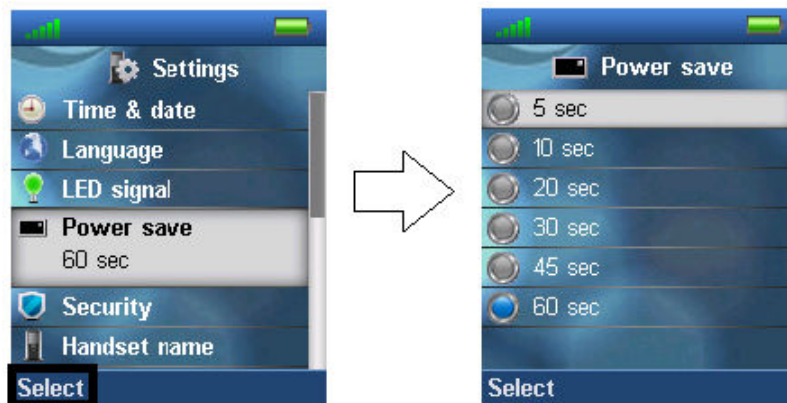 Settings
Time & date
Language
LED signal
Power save
60 sec
Security
Handset name
Select
Power save
5 sec
10 sec
20 sec
30 sec
45 sec
60 sec
Select